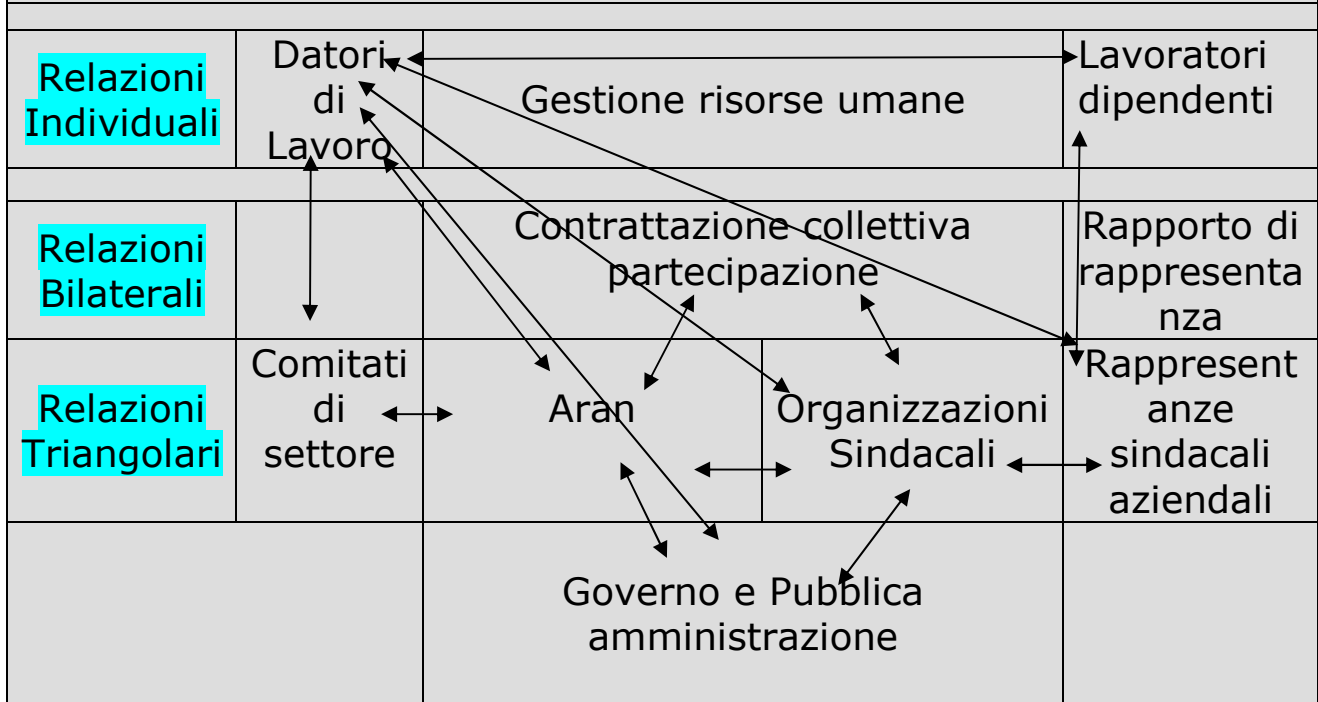 Relazioni
Individuali
Datori
di
Lavoro
Gestione risorse umane
Lavoratori
dipendenti
Relazioni
Bilaterali
Contrattazione collettiva
partecipazione
Rapporto di
rappresenta
nza
Relazioni
Triangolari
Comitati
di
settore
Aran
Organizzazioni
Sindacali
Rappresent
anze
sindacali
aziendali
Governo e Pubblica
amministrazione